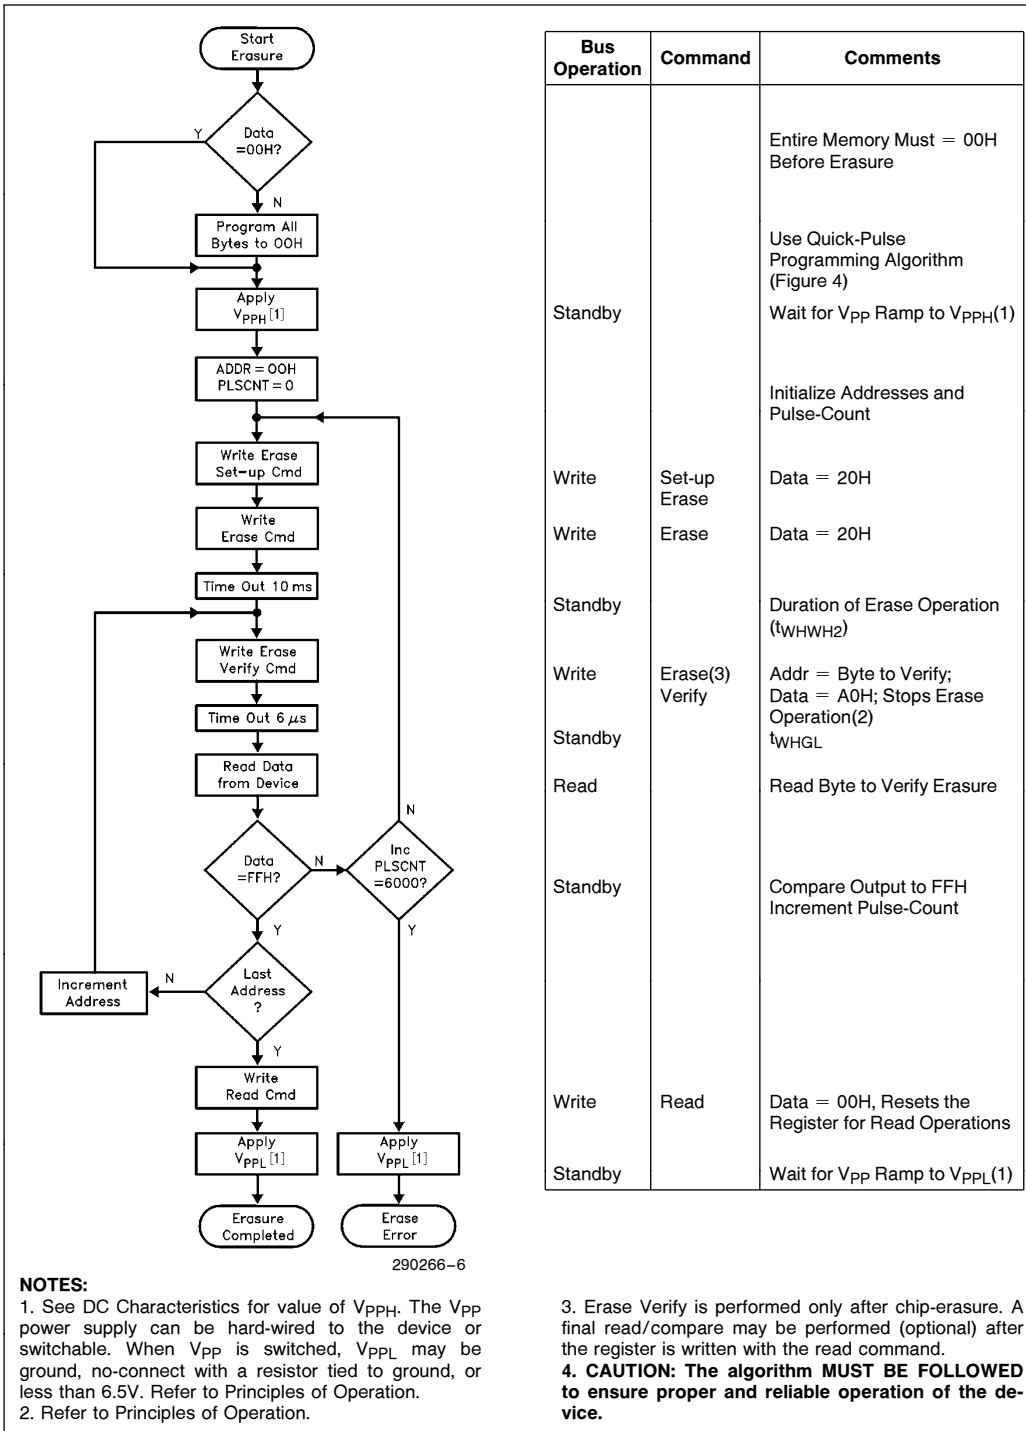 Start
Erasure
Data
=00H?
Y
N
Program All
Bytes to 00H
Apply
VPPH[1]
ADDR = 00H
PLSCNT = 0
Write Erase
Set-up Cmd
Write
Erase Cmd
Time Out 10 ms
Write Erase
Verify Cmd
Time Out 6 μs
Read Data
from Device
Data
=FFH?
N
Y
Inc
PLSCNT
=6000?
N
Y
Last
Address
?
N
Y
Increment
Address
Write
Read Cmd
Apply
VPPL[1]
Apply
VPPL[1]
Erasure
Completed
Erase
Error
290266–6
Bus
Operation
Command
Comments
Entire Memory Must = 00H
Before Erasure
Use Quick-Pulse
Programming Algorithm
(Figure 4)
Standby
Wait for VPP Ramp to VPPH(1)
Initialize Addresses and
Pulse-Count
Write
Set-up
Erase
Data = 20H
Write
Erase
Data = 20H
Standby
Duration of Erase Operation
(tWHWH2)
Write
Erase(3)
Verify
Addr = Byte to Verify;
Data = A0H; Stops Erase
Operation(2)
Standby
tWHGL
Read
Read Byte to Verify Erasure
Standby
Compare Output to FFH
Increment Pulse-Count
Write
Read
Data = 00H, Resets the
Register for Read Operations
Standby
Wait for VPP Ramp to VPPL(1)
NOTES:
1. See DC Characteristics for value of VPPH. The VPP
power supply can be hard-wired to the device or
switchable. When VPP is switched, VPPL may be
ground, no-connect with a resistor tied to ground, or
less than 6.5V. Refer to Principles of Operation.
2. Refer to Principles of Operation.
3. Erase Verify is performed only after chip-erasure. A
final read/compare may be performed (optional) after
the register is written with the read command.
4. CAUTION: The algorithm MUST BE FOLLOWED
to ensure proper and reliable operation of the de-
vice.